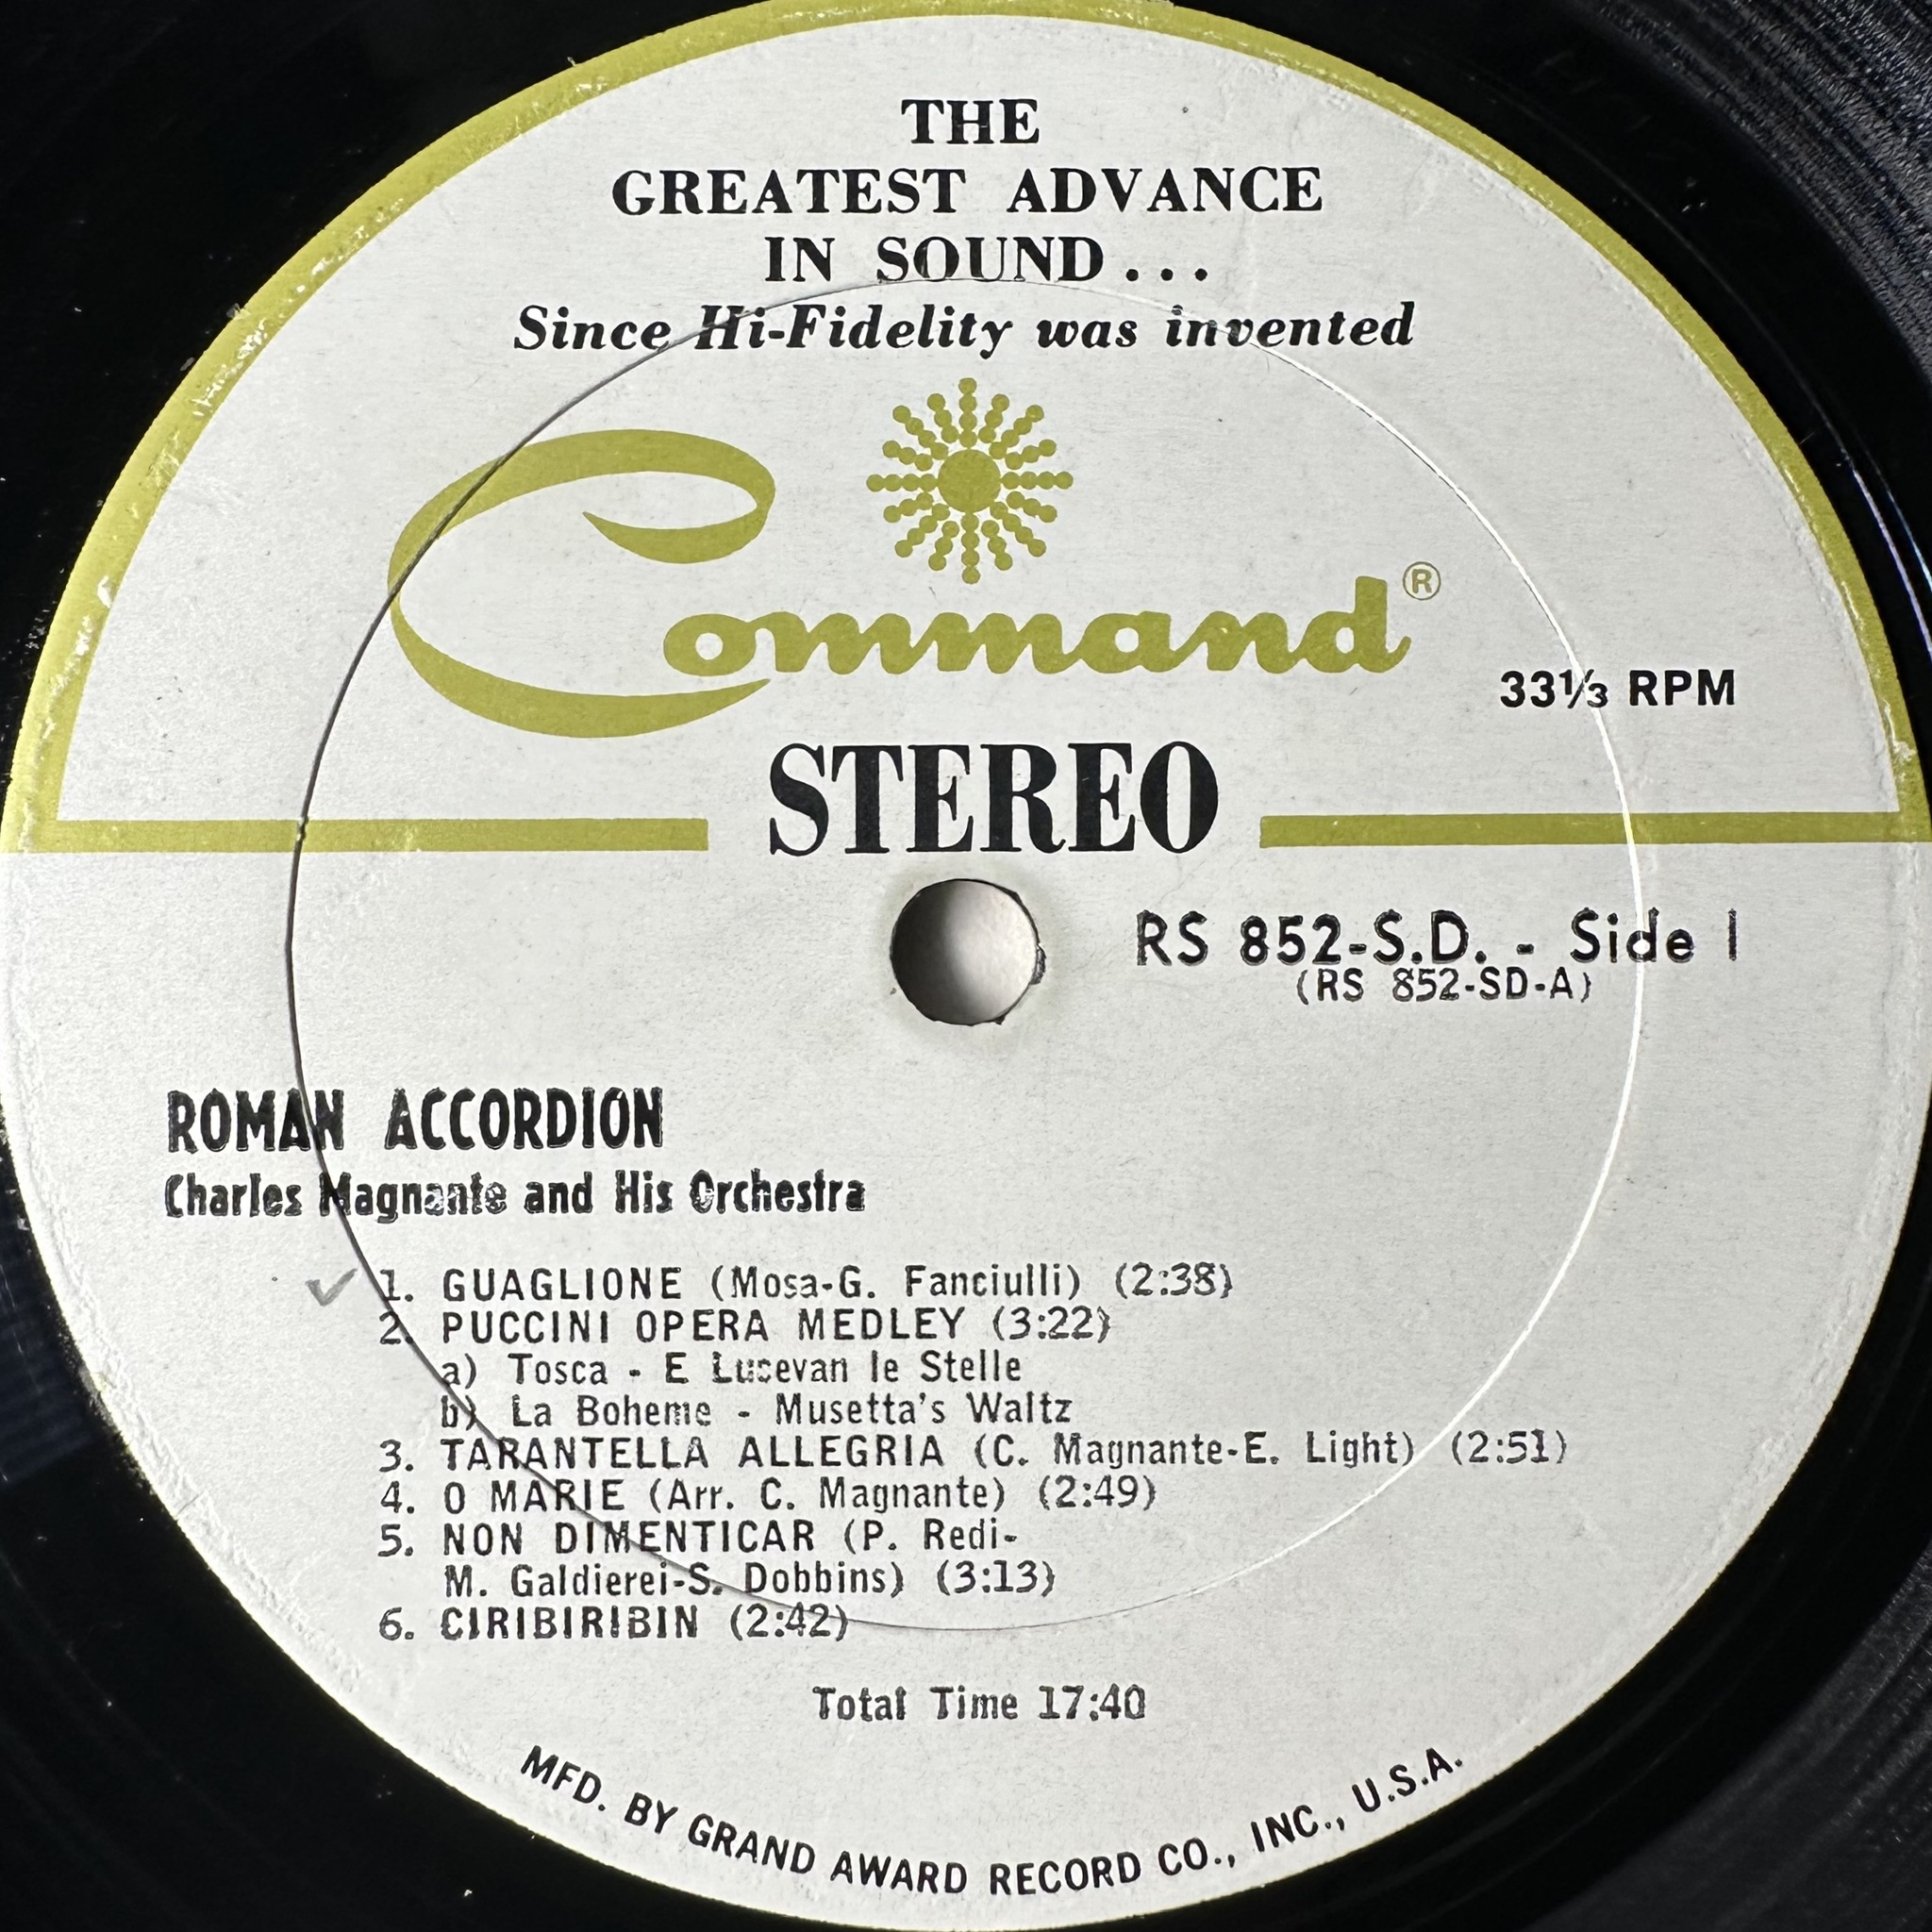 THE
GREATEST ADVANCE
IN SOUND...
Since Hi-Fidelity was invented
Command®
33⅓ RPM
STEREO
RS 852-S.D. - Side 1
(RS 852-SD-A)
ROMAN ACCORDION
Charles Magnante and His Orchestra
1. GUAGLIONE (Mosa-G. Fanciulli) (2:38)
2. PUCCINI OPERA MEDLEY (3:22)
a) Tosca - E Lucevan le Stelle
b) La Boheme - Musetta's Waltz
3. TARANTELLA ALLEGRIA (C. Magnante-E. Light) (2:51)
4. O MARIE (Arr. C. Magnante) (2:49)
5. NON DIMENTICAR (P. Redi-
M. Galdierei-S. Dobbins) (3:13)
6. CIRIBIRIBIN (2:42)
Total Time 17:40
MFD. BY GRAND AWARD RECORD CO., INC., U.S.A.